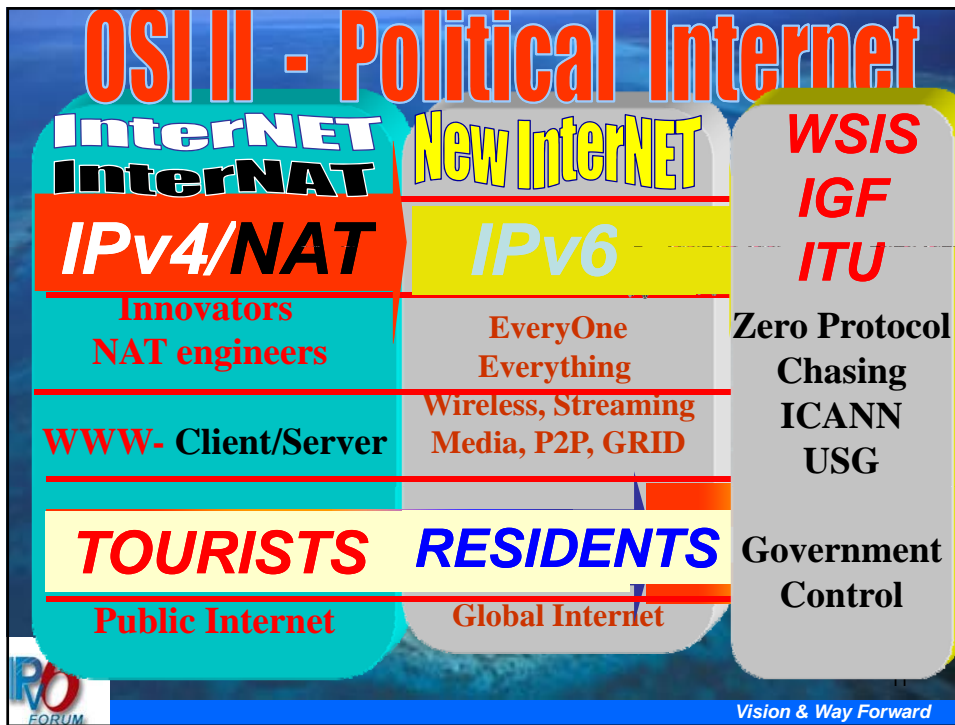 OSI II - Political Internet
InterNET
InterNAT
IPv4/NAT
Innovators
NAT engineers
WWW- Client/Server
TOURISTS
Public Internet
New InterNET
IPv6
EveryOne
Everything
Wireless, Streaming
Media, P2P, GRID
RESIDENTS
Global Internet
WSIS
IGF
ITU
Zero Protocol
Chasing
ICANN
USG
Government
Control
IPV6
FORUM
Vision & Way Forward